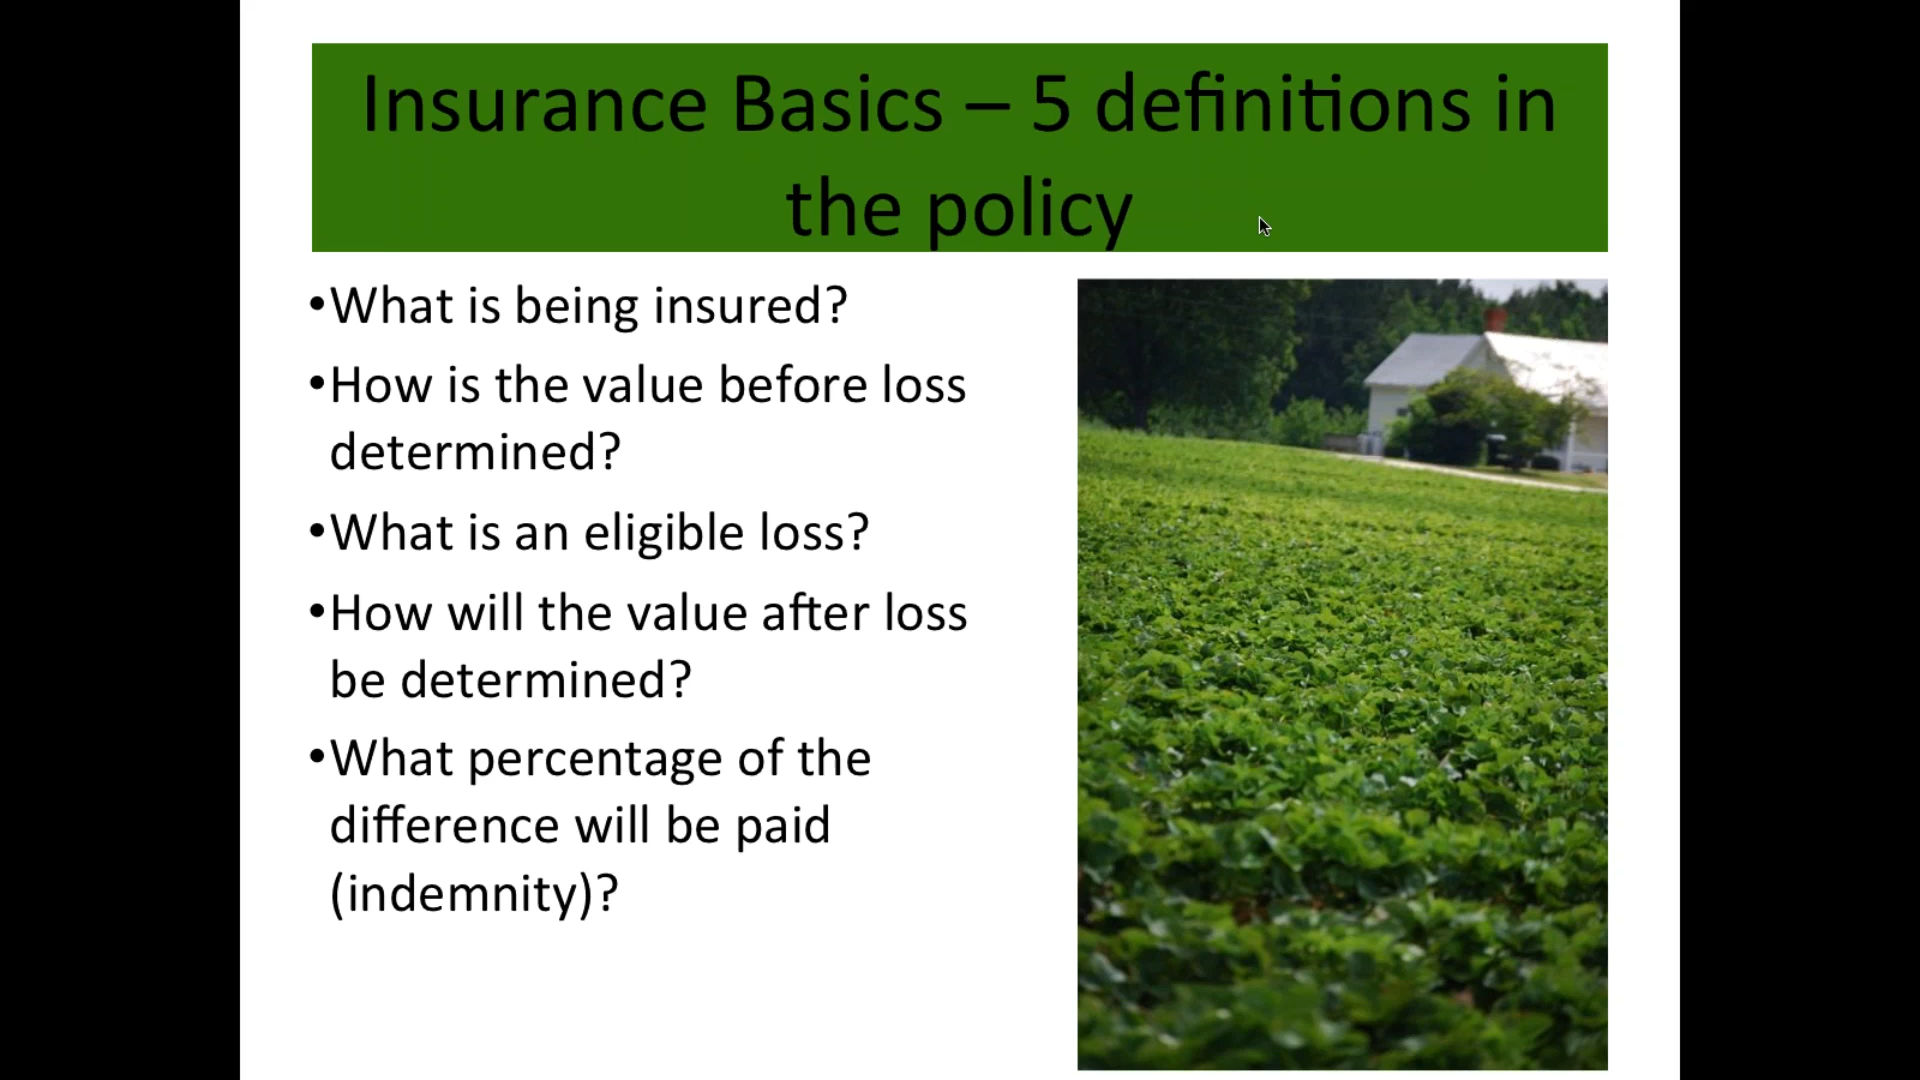 Insurance Basics – 5 definitions in
the policy
•What is being insured?
•How is the value before loss
determined?
•What is an eligible loss?
•How will the value after loss
be determined?
•What percentage of the
difference will be paid
(indemnity)?